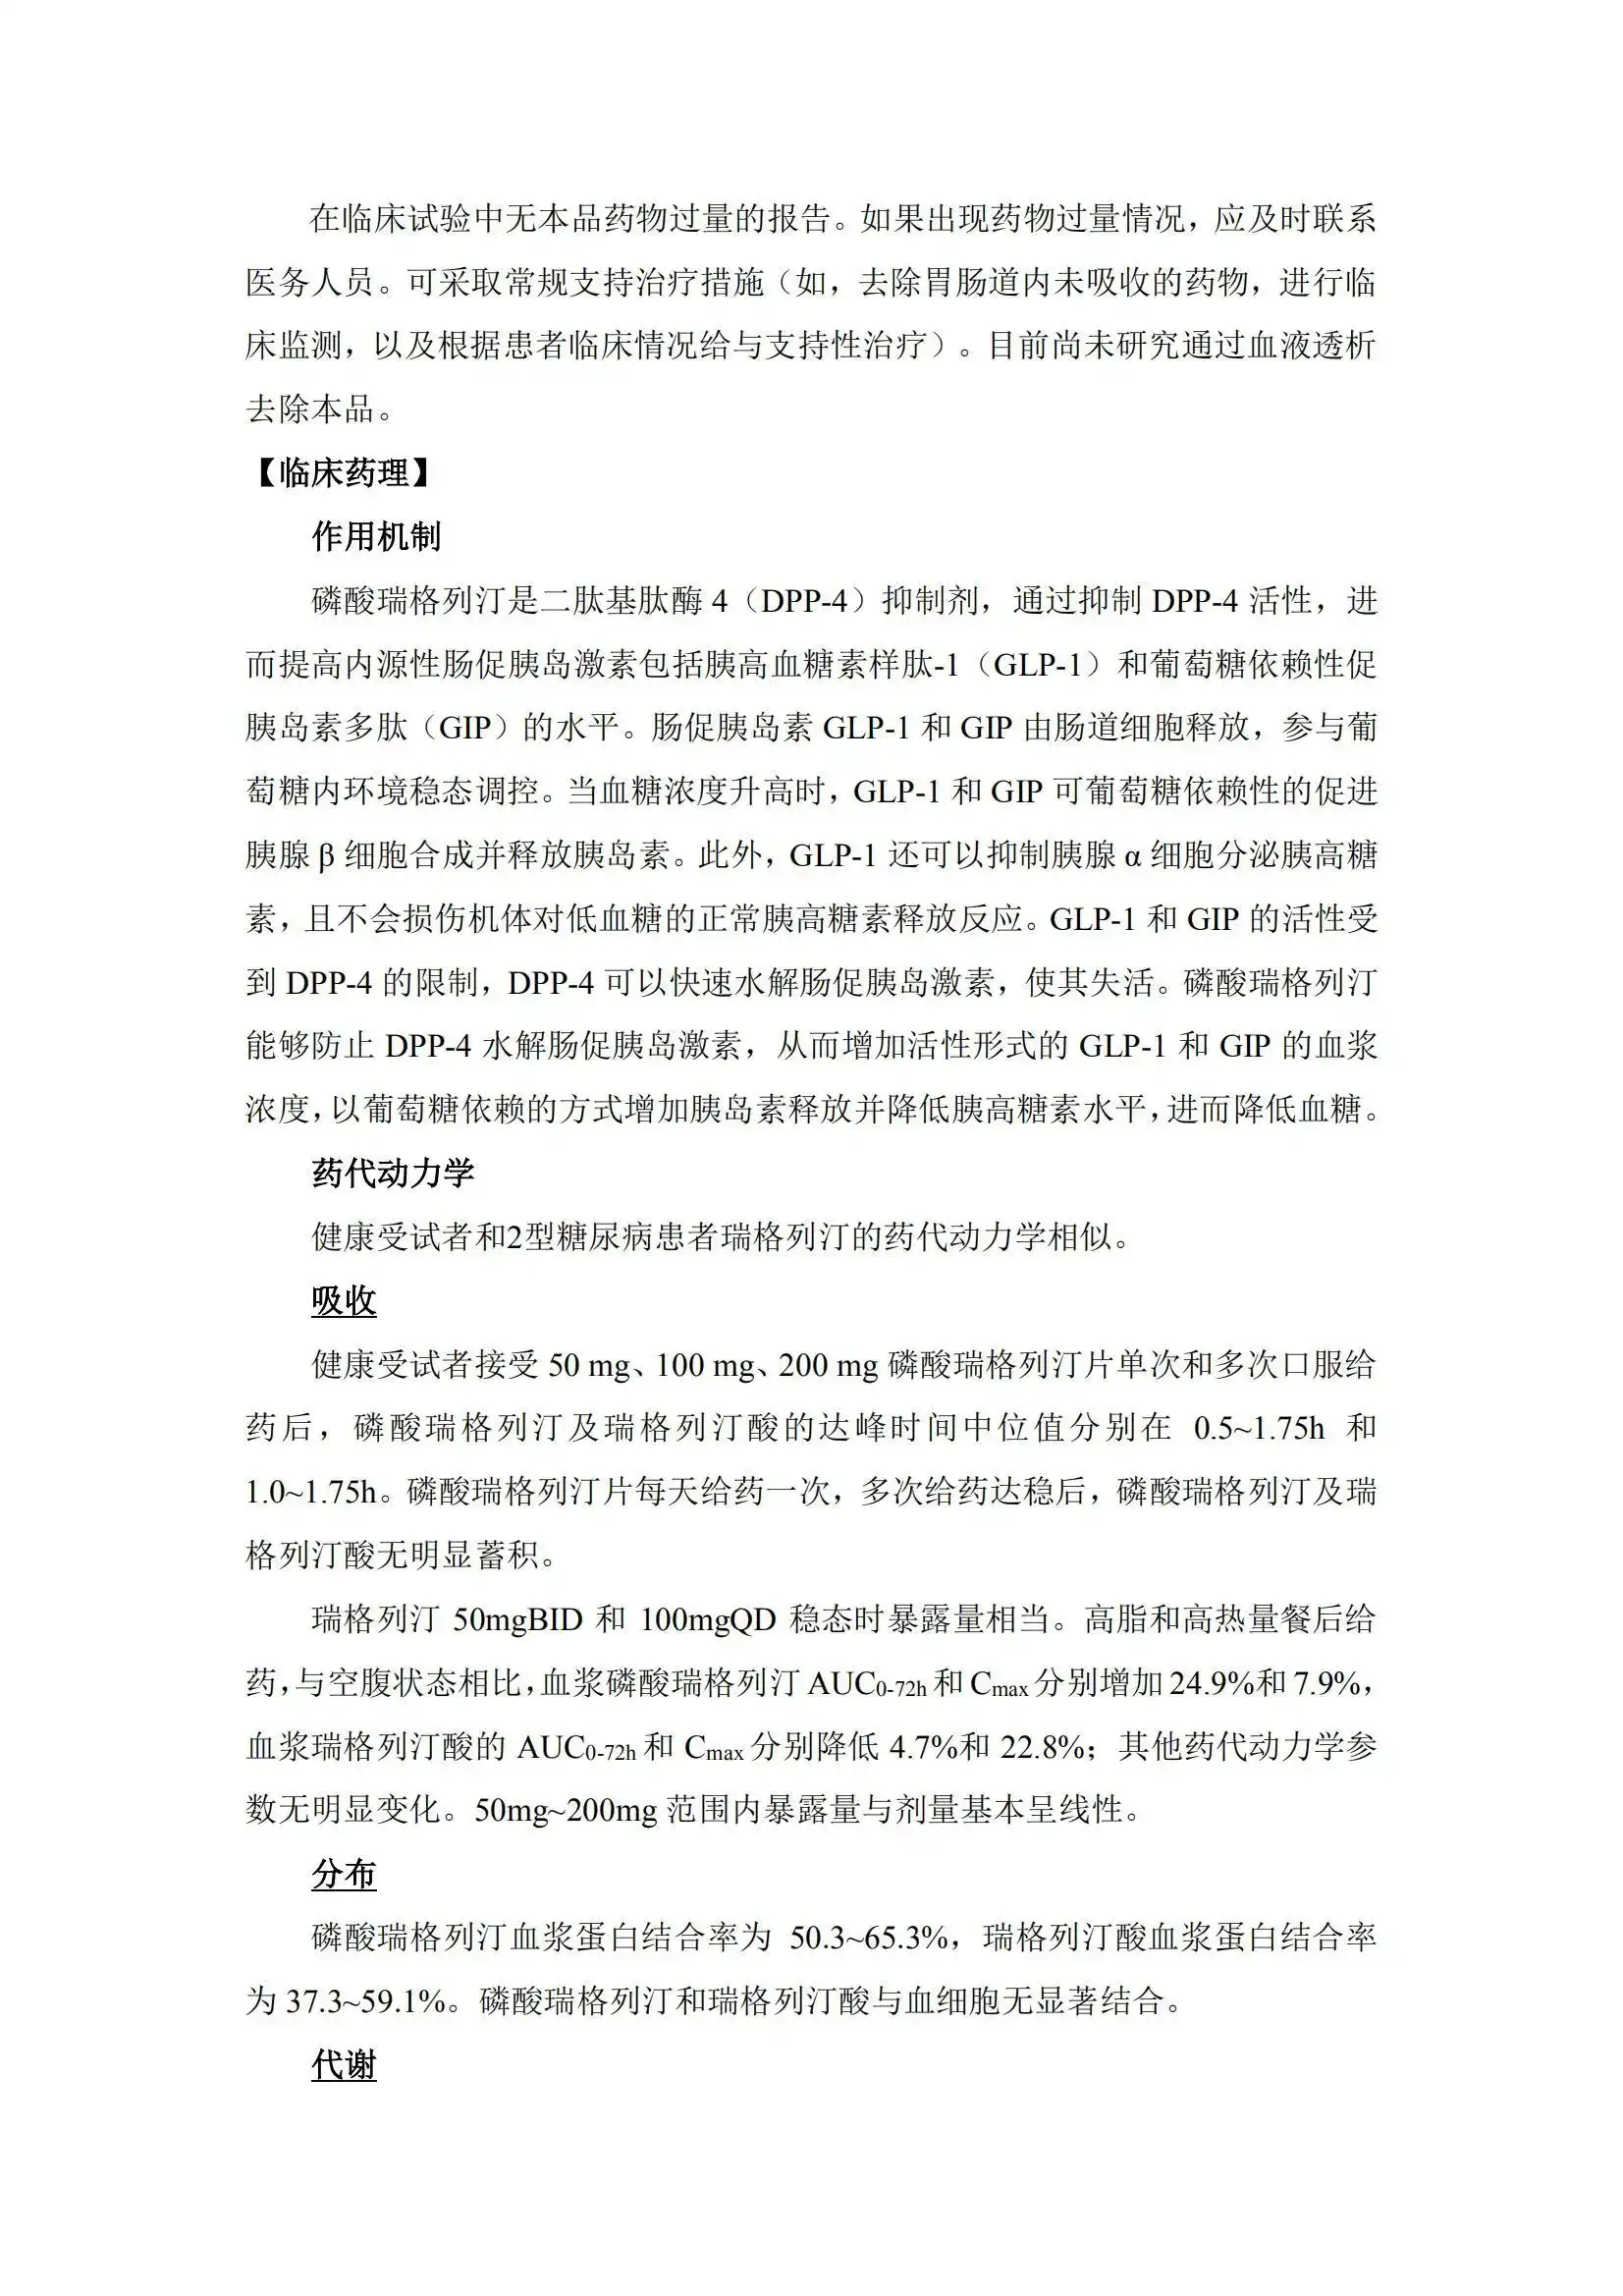 在临床试验中无本品药物过量的报告。如果出现药物过量情况，应及时联系
医务人员。可采取常规支持治疗措施（如，去除胃肠道内未吸收的药物，进行临
床监测，以及根据患者临床情况给与支持性治疗）。目前尚未研究通过血液透析
去除本品。
【临床药理】
作用机制
磷酸瑞格列汀是二肽基肽酶 4（DPP-4）抑制剂，通过抑制 DPP-4 活性，进
而提高内源性肠促胰岛激素包括胰高血糖素样肽-1（GLP-1）和葡萄糖依赖性促
胰岛素多肽（GIP）的水平。肠促胰岛素 GLP-1 和 GIP 由肠道细胞释放，参与葡
萄糖内环境稳态调控。当血糖浓度升高时，GLP-1 和 GIP 可葡萄糖依赖性的促进
胰腺 β 细胞合成并释放胰岛素。此外，GLP-1 还可以抑制胰腺 α 细胞分泌胰高糖
素，且不会损伤机体对低血糖的正常胰高糖素释放反应。GLP-1 和 GIP 的活性受
到 DPP-4 的限制，DPP-4 可以快速水解肠促胰岛激素，使其失活。磷酸瑞格列汀
能够防止 DPP-4 水解肠促胰岛激素，从而增加活性形式的 GLP-1 和 GIP 的血浆
浓度，以葡萄糖依赖的方式增加胰岛素释放并降低胰高糖素水平，进而降低血糖。
药代动力学
健康受试者和2型糖尿病患者瑞格列汀的药代动力学相似。
吸收
健康受试者接受 50 mg、100 mg、200 mg 磷酸瑞格列汀片单次和多次口服给
药后，磷酸瑞格列汀及瑞格列汀酸的达峰时间中位值分别在 0.5~1.75h 和
1.0~1.75h。磷酸瑞格列汀片每天给药一次，多次给药达稳后，磷酸瑞格列汀及瑞
格列汀酸无明显蓄积。
瑞格列汀 50mgBID 和 100mgQD 稳态时暴露量相当。高脂和高热量餐后给
药，与空腹状态相比，血浆磷酸瑞格列汀 AUC0-72h 和 Cmax 分别增加 24.9%和 7.9%，
血浆瑞格列汀酸的 AUC0-72h 和 Cmax 分别降低 4.7%和 22.8%；其他药代动力学参
数无明显变化。50mg~200mg 范围内暴露量与剂量基本呈线性。
分布
磷酸瑞格列汀血浆蛋白结合率为 50.3~65.3%，瑞格列汀酸血浆蛋白结合率
为 37.3~59.1%。磷酸瑞格列汀和瑞格列汀酸与血细胞无显著结合。
代谢